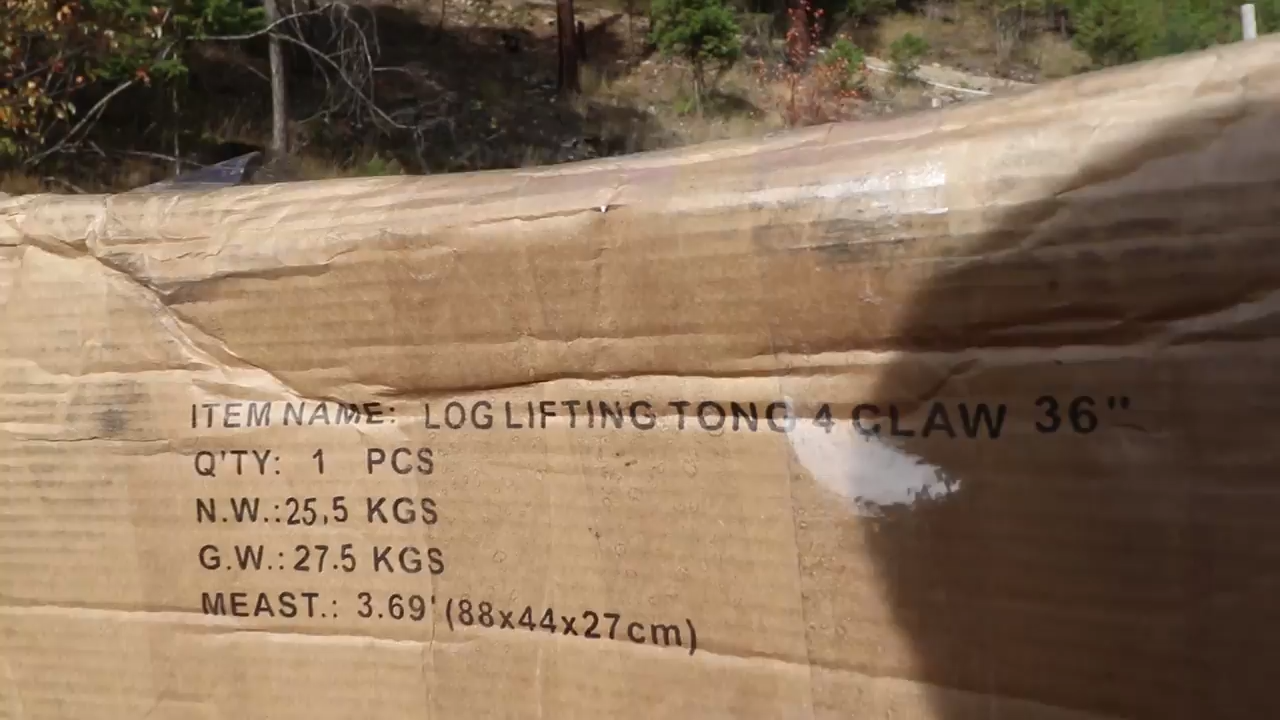 ITEM NAME: LOG LIFTING TONG 4 CLAW 36"
Q'TY: 1 PCS
N.W.:25,5 KGS
G.W.: 27.5 KGS
MEAST.: 3.69' (88x44x27cm)